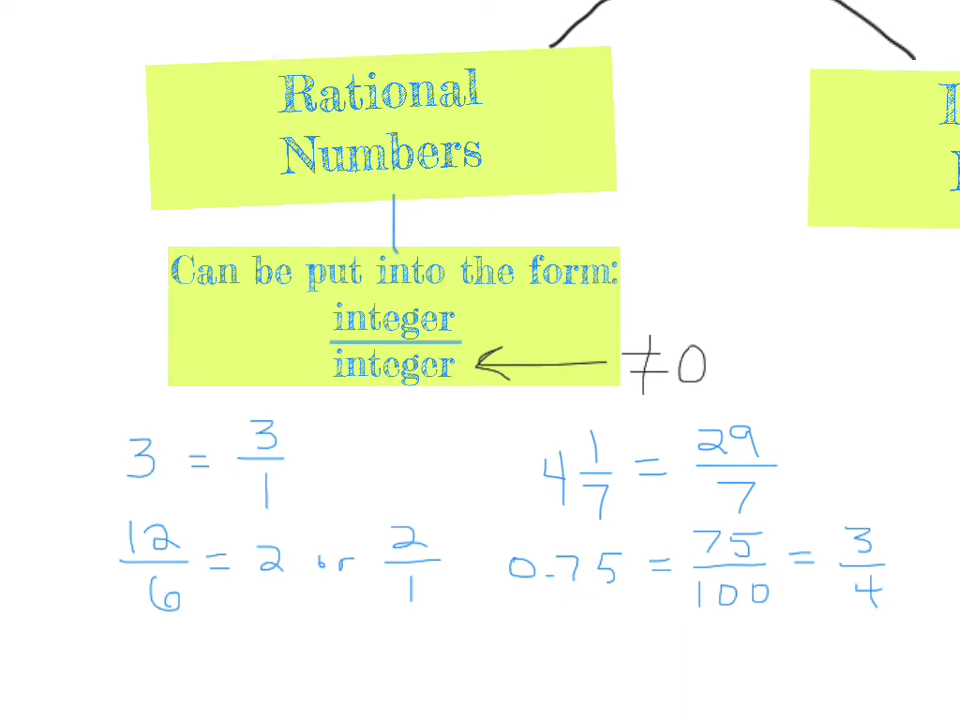 Rational
Numbers
Can be put into the form:
integer
integer
≠0
3 = 3/1
4 1/7 = 29/7
12/6 = 2 or 2/1
0.75 = 75/100 = 3/4